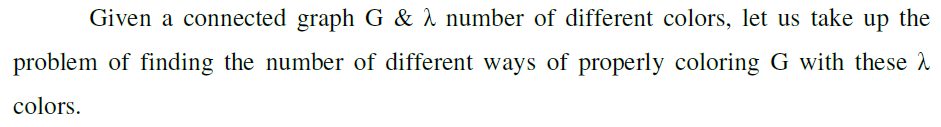 Given a connected graph G & λ number of different colors, let us take up the
problem of finding the number of different ways of properly coloring G with these λ
colors.